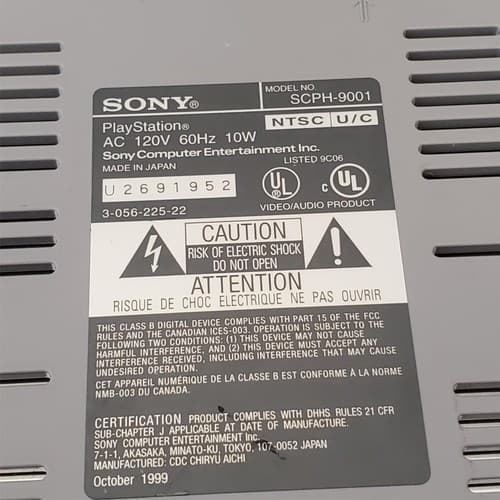 SONY®
MODEL NO.
SCPH-9001
PlayStation®
NTSC U/C
AC 120V 60Hz 10W
Sony Computer Entertainment Inc.
MADE IN JAPAN
LISTED 9C06
U2691952
UL
®
c UL
3-056-225-22
VIDEO/AUDIO PRODUCT
CAUTION
RISK OF ELECTRIC SHOCK
DO NOT OPEN
ATTENTION
RISQUE DE CHOC ELECTRIQUE NE PAS OUVRIR
THIS CLASS B DIGITAL DEVICE COMPLIES WITH PART 15 OF THE FCC
RULES AND THE CANADIAN ICES-003. OPERATION IS SUBJECT TO THE
FOLLOWING TWO CONDITIONS: (1) THIS DEVICE MAY NOT CAUSE
HARMFUL INTERFERENCE, AND (2) THIS DEVICE MUST ACCEPT ANY
INTERFERENCE RECEIVED, INCLUDING INTERFERENCE THAT MAY CAUSE
UNDESIRED OPERATION.
CET APPAREIL NUMÉRIQUE DE LA CLASSE B EST CONFORME À LA NORME
NMB-003 DU CANADA.
CERTIFICATION PRODUCT COMPLIES WITH DHHS RULES 21 CFR
SUB-CHAPTER J APPLICABLE AT DATE OF MANUFACTURE.
SONY COMPUTER ENTERTAINMENT Inc.
7-1-1, AKASAKA, MINATO-KU, TOKYO, 107-0052 JAPAN
MANUFACTURED: CDC CHIRYU AICHI
October 1999